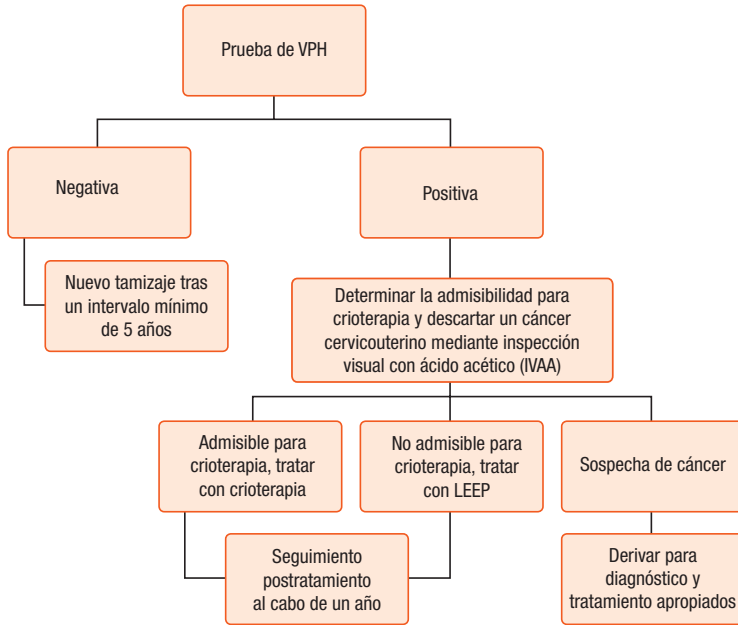 Prueba de VPH
Negativa
Positiva
Nuevo tamizaje tras
un intervalo mínimo
de 5 años
Determinar la admisibilidad para
crioterapia y descartar un cáncer
cervicouterino mediante inspección
visual con ácido acético (IVAA)
Admisible para
crioterapia, tratar
con crioterapia
No admisible para
crioterapia, tratar
con LEEP
Sospecha de cáncer
Seguimiento
postratamiento
al cabo de un año
Derivar para
diagnóstico y
tratamiento apropiados